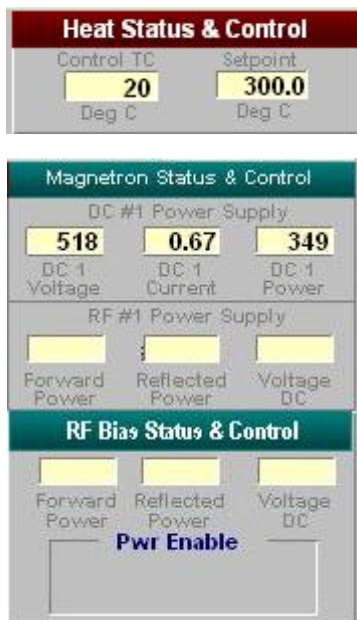 Heat Status & Control
Control TC Setpoint
20 300.0
Deg C Deg C
Magnetron Status & Control
DC #1 Power Supply
518 0.67 349
DC 1 DC 1 DC 1
Voltage Current Power
RF #1 Power Supply
Forward Reflected Voltage
Power Power DC
RF Bias Status & Control
Forward Reflected Voltage
Power Power DC
Pwr Enable